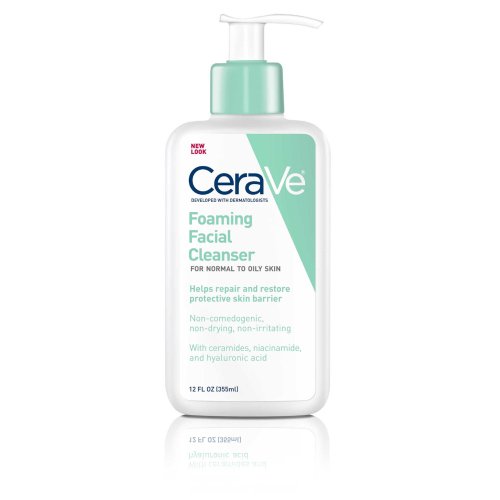 NEW
LOOK
CeraVe
DEVELOPED WITH DERMATOLOGISTS
Foaming
Facial
Cleanser
FOR NORMAL TO OILY SKIN
Helps repair and restore
protective skin barrier
Non-comedogenic,
non-drying, non-irritating
With ceramides, niacinamide,
and hyaluronic acid
12 FL OZ (355ml)